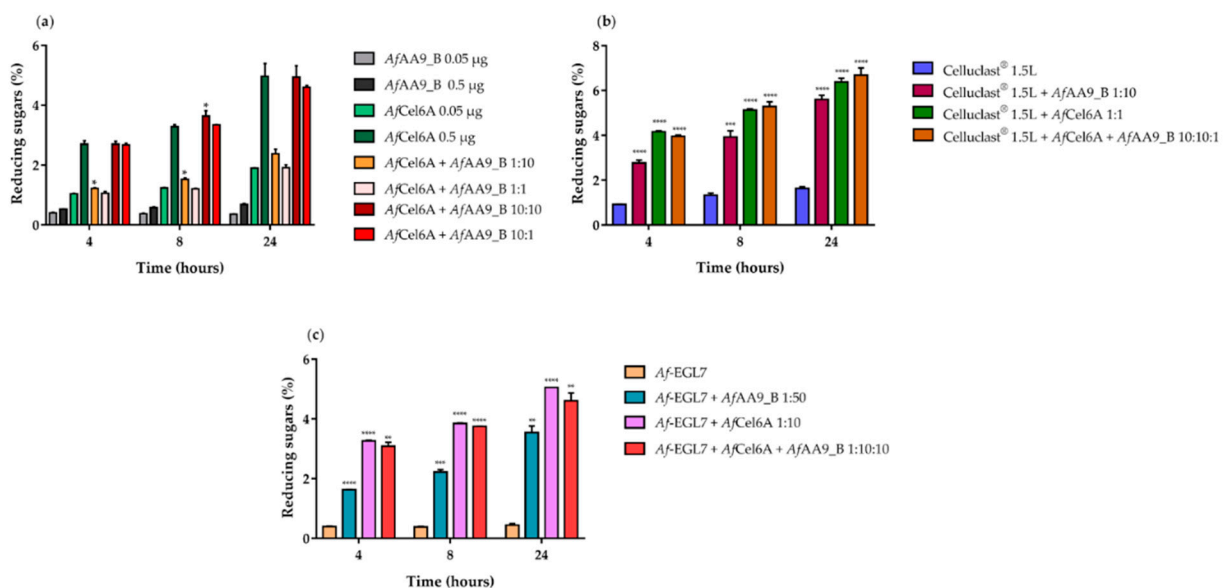 (a)
Reducing sugars (%)
6
4
2
0
4
8
24
Time (hours)
*
*
*
AfAA9_B 0.05 μg
AfAA9_B 0.5 μg
AfCel6A 0.05 μg
AfCel6A 0.5 μg
AfCel6A + AfAA9_B 1:10
AfCel6A + AfAA9_B 1:1
AfCel6A + AfAA9_B 10:10
AfCel6A + AfAA9_B 10:1
(b)
Reducing sugars (%)
8
6
4
2
0
4
8
24
Time (hours)
****
****
****
***
****
****
****
****
****
Celluclast® 1.5L
Celluclast® 1.5L + AfAA9_B 1:10
Celluclast® 1.5L + AfCel6A 1:1
Celluclast® 1.5L + AfCel6A + AfAA9_B 10:10:1
(c)
Reducing sugars (%)
6
4
2
0
4
8
24
Time (hours)
****
****
**
***
****
****
**
****
**
Af-EGL7
Af-EGL7 + AfAA9_B 1:50
Af-EGL7 + AfCel6A 1:10
Af-EGL7 + AfCel6A + AfAA9_B 1:10:10